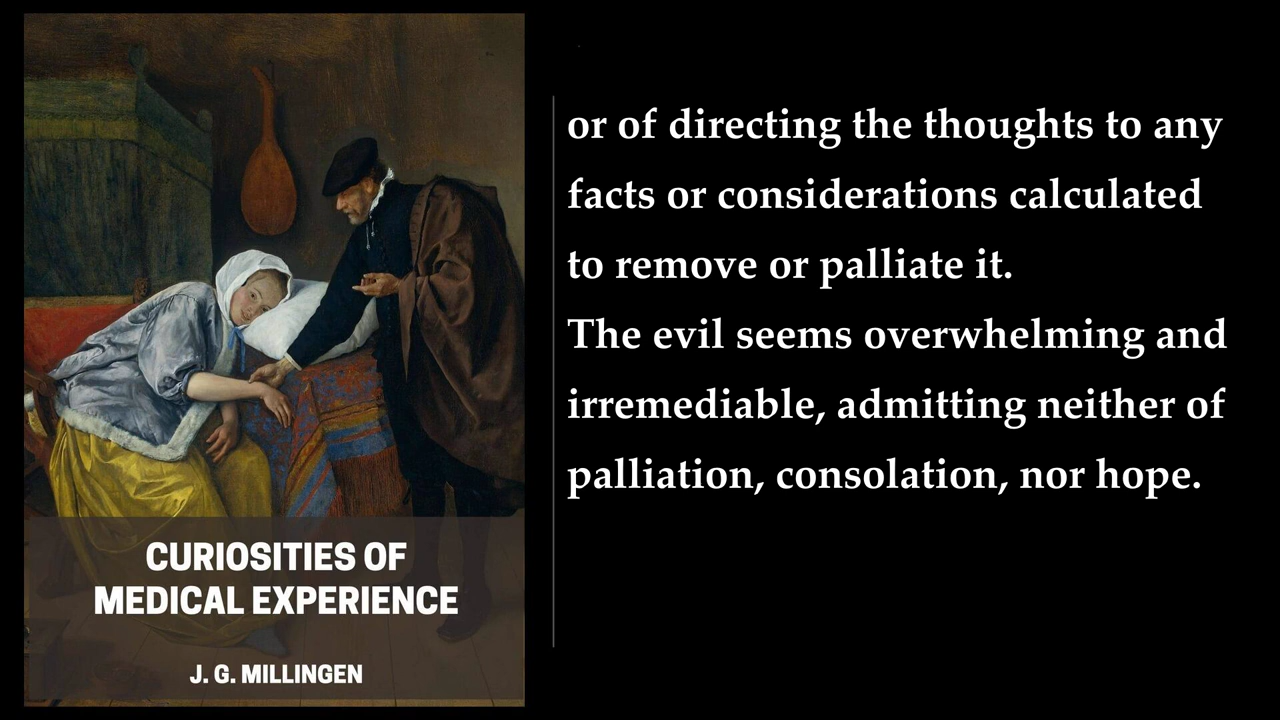 CURIOSITIES OF
MEDICAL EXPERIENCE
J. G. MILLINGEN
or of directing the thoughts to any
facts or considerations calculated
to remove or palliate it.
The evil seems overwhelming and
irremediable, admitting neither of
palliation, consolation, nor hope.